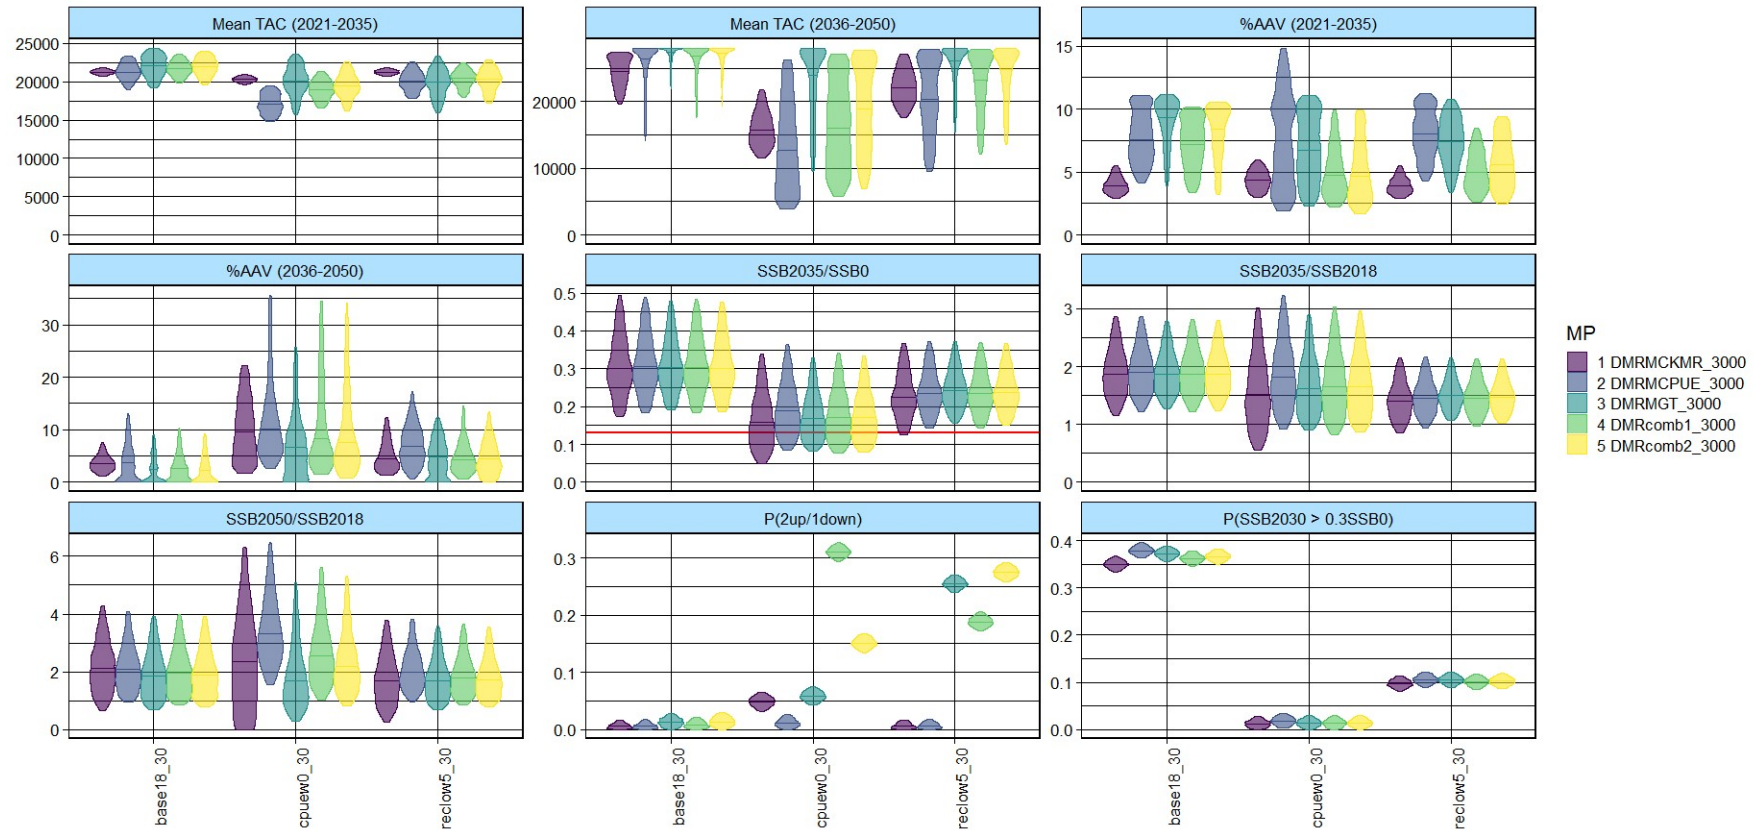 Mean TAC (2021-2035)
Mean TAC (2036-2050)
%AAV (2021-2035)
25000
20000
15000
10000
5000
0
20000
10000
0
15
10
5
0
%AAV (2036-2050)
SSB2035/SSB0
SSB2035/SSB2018
30
20
10
0
0.5
0.4
0.3
0.2
0.1
0.0
3
2
1
0
SSB2050/SSB2018
P(2up/1down)
P(SSB2030 > 0.3SSB0)
6
4
2
0
0.3
0.2
0.1
0.0
0.4
0.3
0.2
0.1
0.0
base18_30
cpuew0_30
reclow5_30
base18_30
cpuew0_30
reclow5_30
base18_30
cpuew0_30
reclow5_30
MP
1 DMRMCKMR_3000
2 DMRMCPUE_3000
3 DMRMGT_3000
4 DMRcomb1_3000
5 DMRcomb2_3000